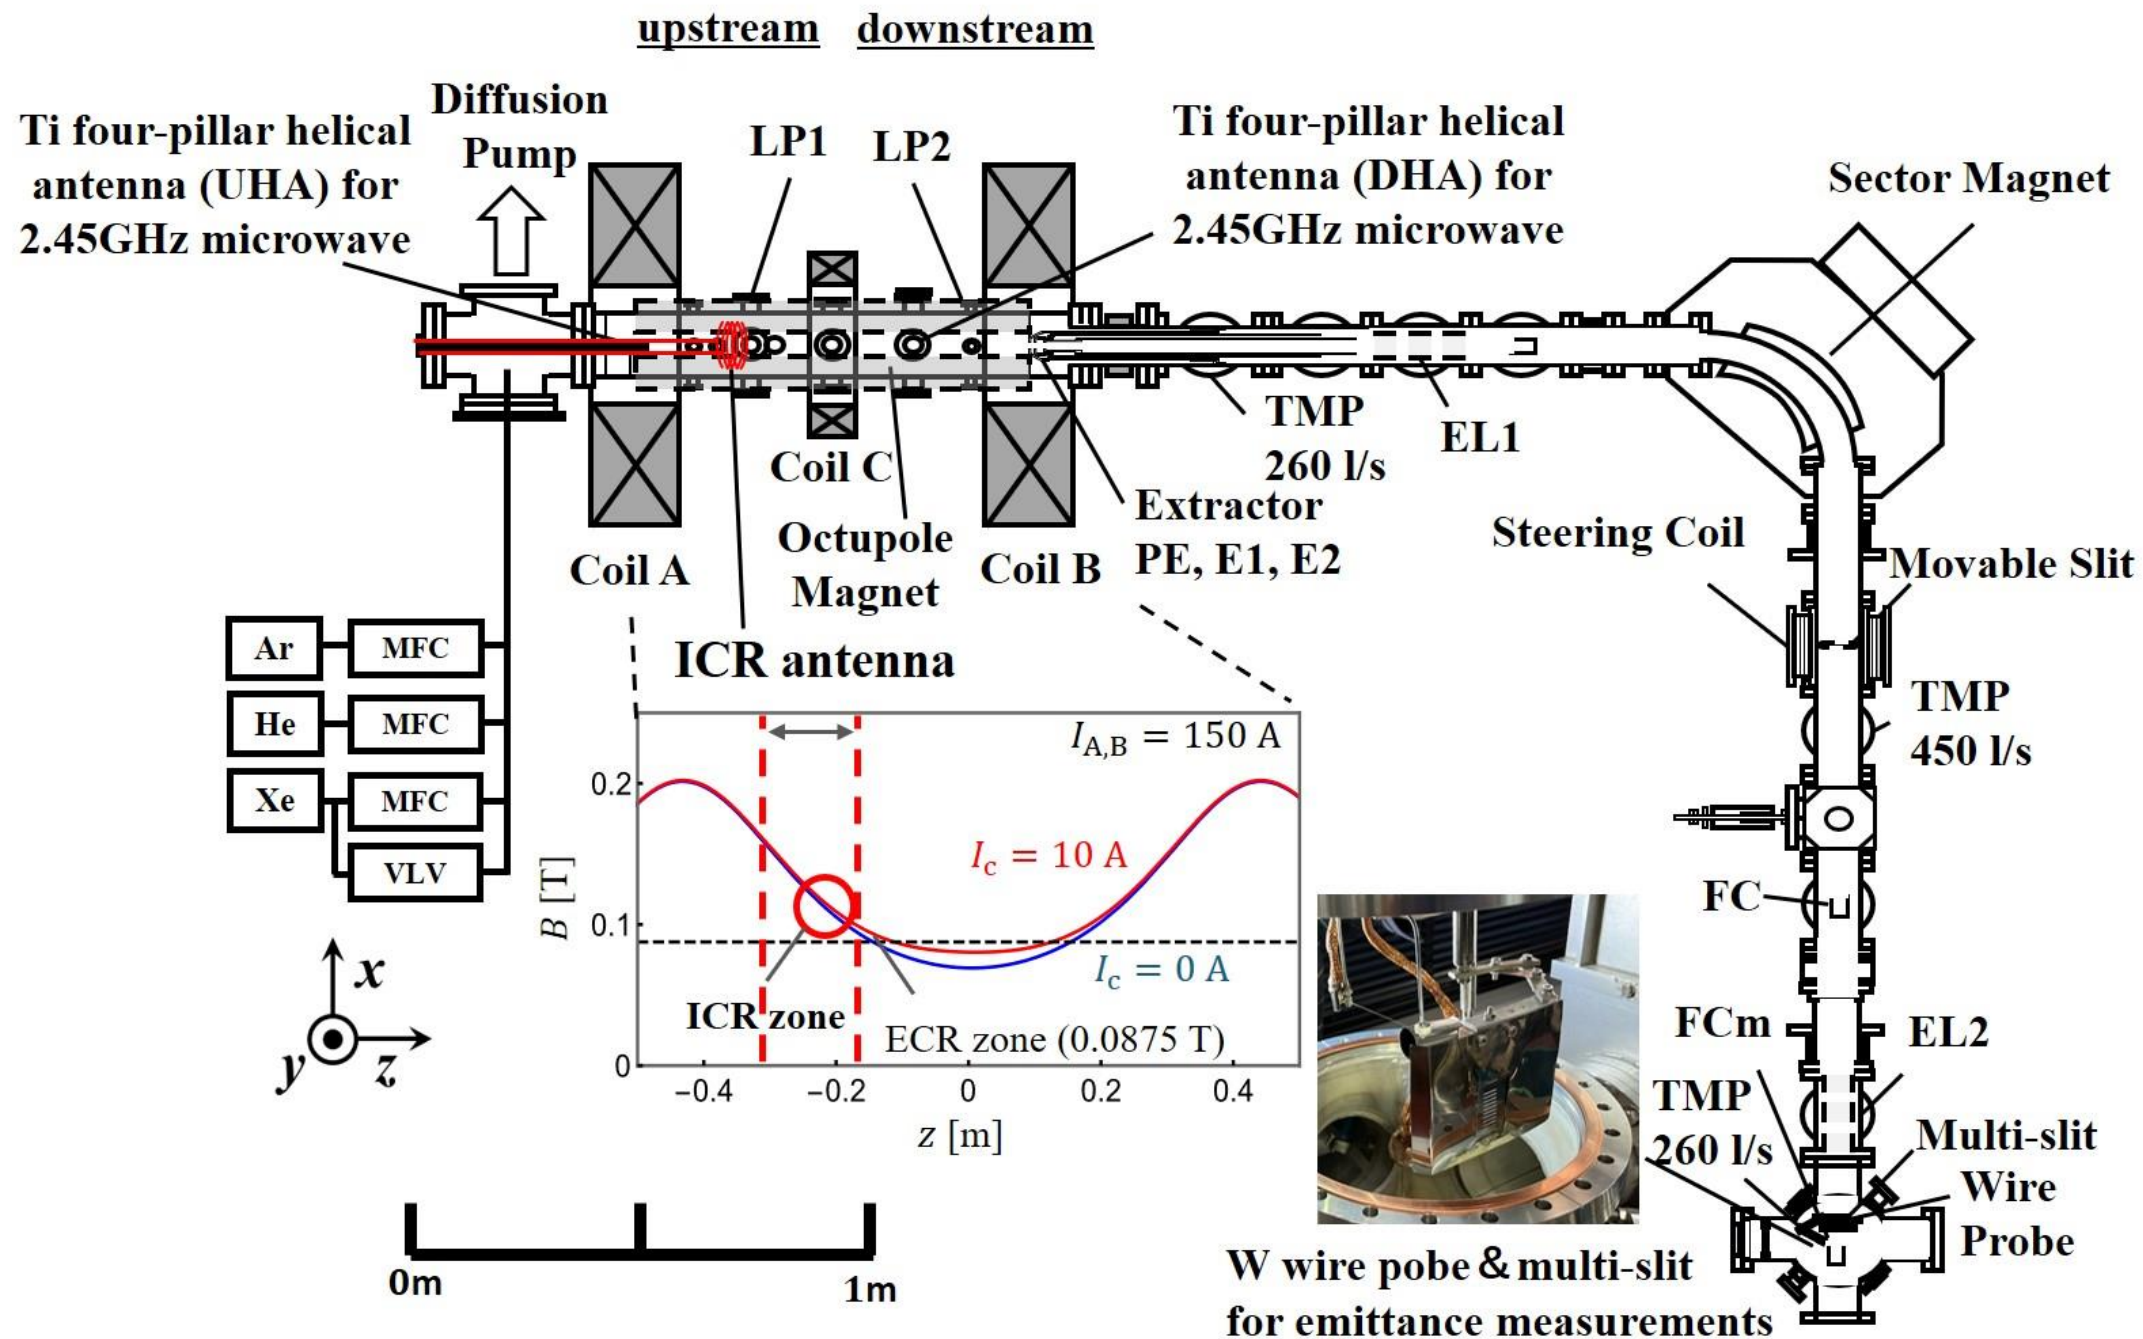 upstream
downstream
Diffusion
Pump
Ti four-pillar helical
antenna (UHA) for
2.45GHz microwave
LP1
LP2
Ti four-pillar helical
antenna (DHA) for
2.45GHz microwave
Sector Magnet
TMP
260 l/s
EL1
Coil C
Extractor
PE, E1, E2
Octupole
Magnet
Coil A
Coil B
Steering Coil
Movable Slit
ICR antenna
Ar
MFC
He
MFC
Xe
MFC
VLV
TMP
450 l/s
I_A,B = 150 A
0.2
I_c = 10 A
B [T]
0.1
I_c = 0 A
ICR zone
ECR zone (0.0875 T)
0
−0.4
−0.2
0
0.2
0.4
z [m]
x
y
z
FC
FCm
EL2
TMP
260 l/s
Multi-slit
Wire
Probe
0m
1m
W wire pobe & multi-slit
for emittance measurements